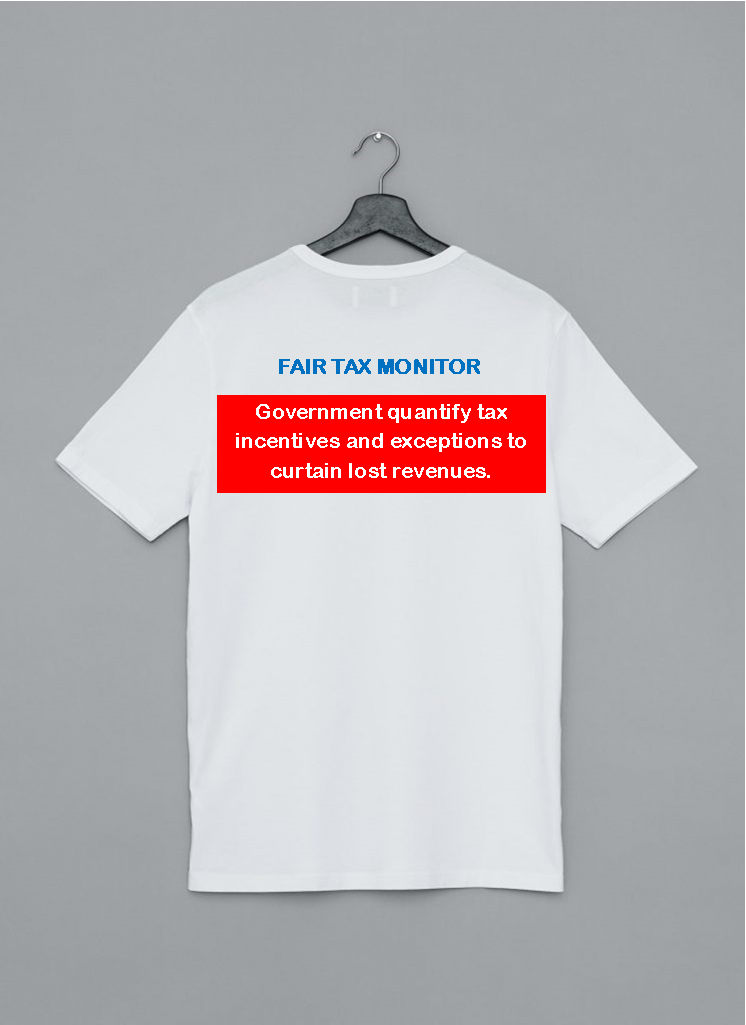 FAIR TAX MONITOR
Government quantify tax
incentives and exceptions to
curtain lost revenues.